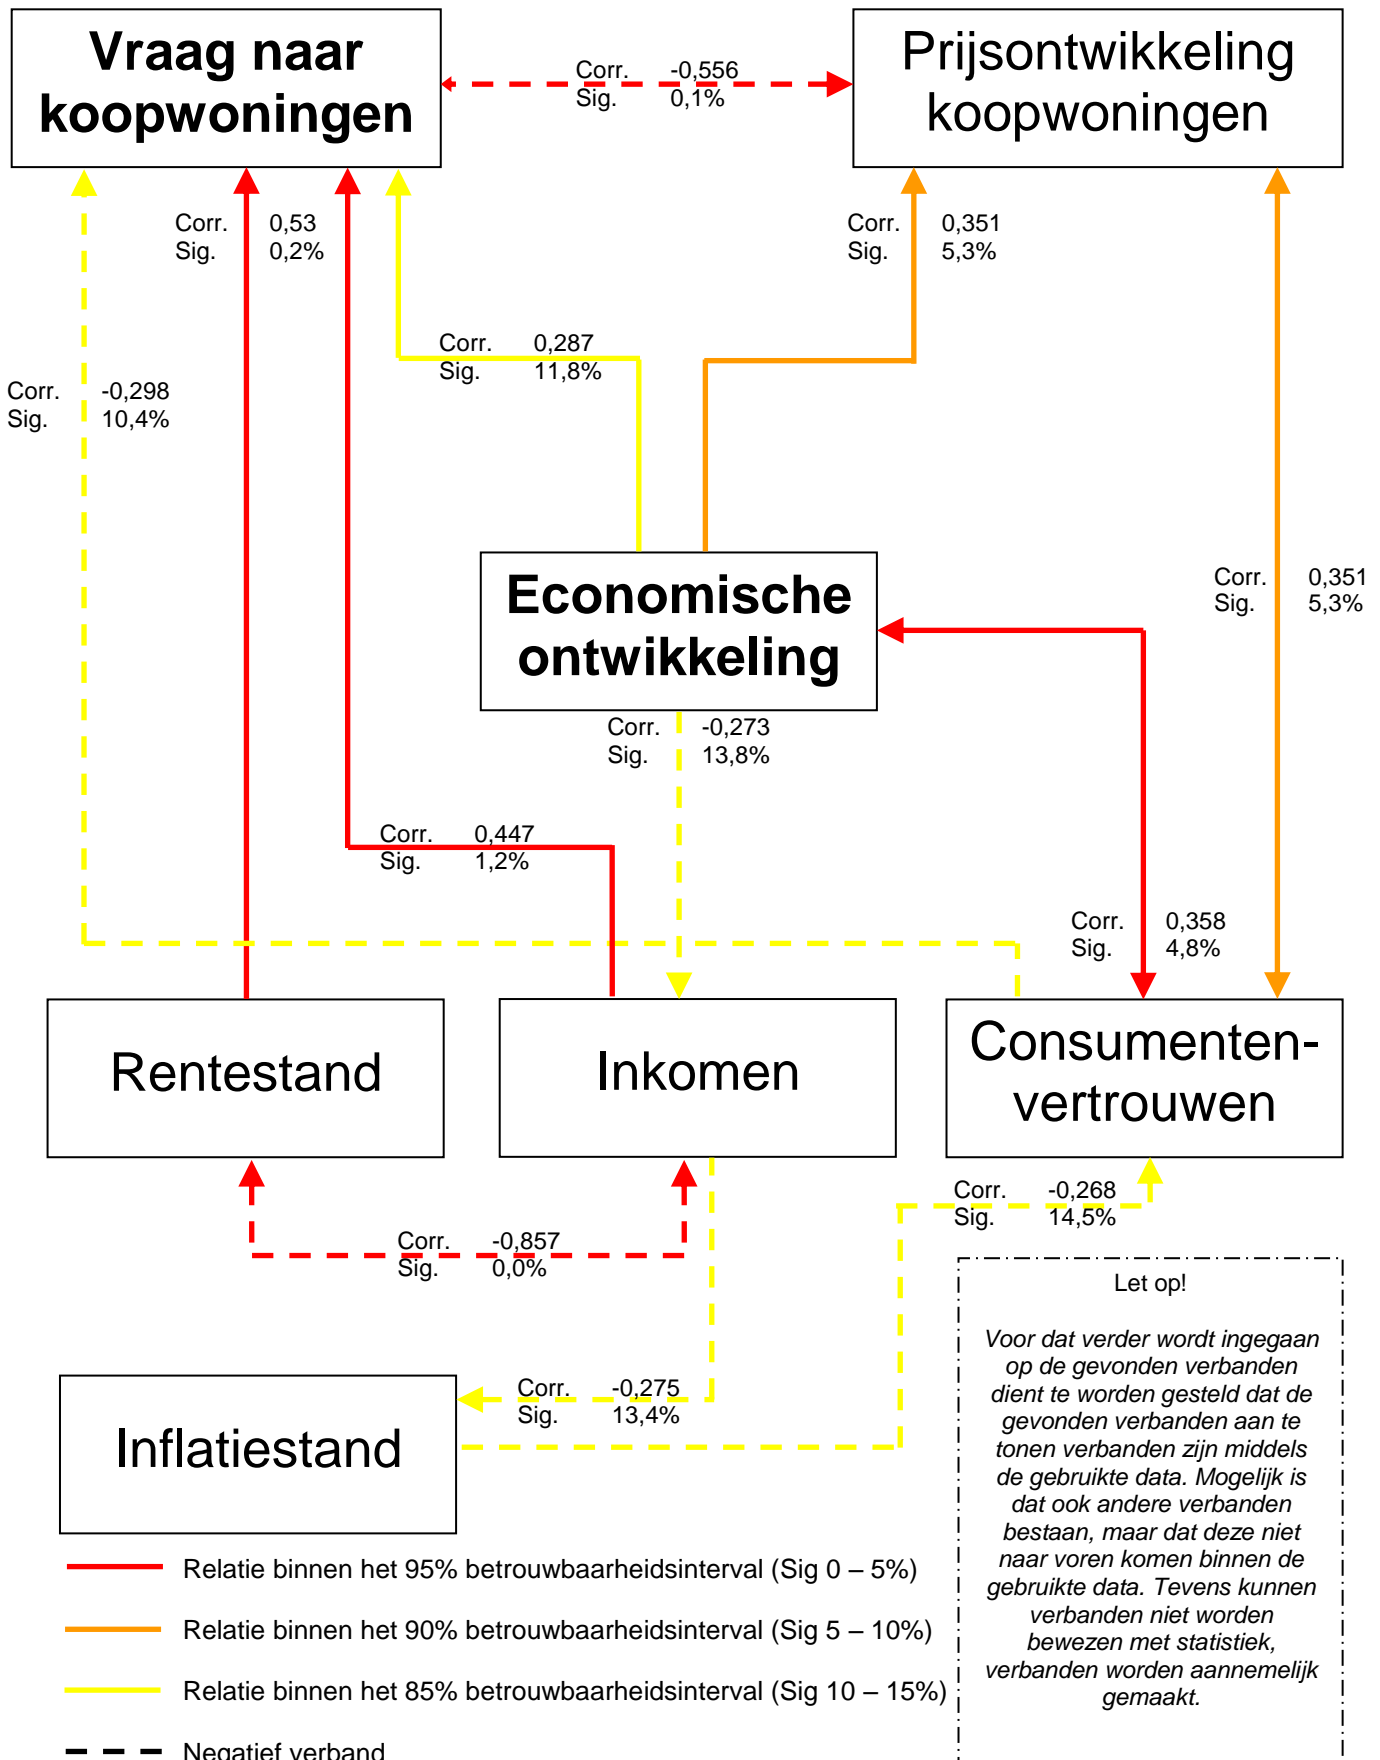 Vraag naar
koopwoningen
Corr. -0,556
Sig. 0,1%
Prijsontwikkeling
koopwoningen
Corr. 0,53
Sig. 0,2%
Corr. 0,351
Sig. 5,3%
Corr. 0,287
Sig. 11,8%
Corr. -0,298
Sig. 10,4%
Economische
ontwikkeling
Corr. 0,351
Sig. 5,3%
Corr. -0,273
Sig. 13,8%
Corr. 0,447
Sig. 1,2%
Corr. 0,358
Sig. 4,8%
Rentestand
Inkomen
Consumenten-
vertrouwen
Corr. -0,857
Sig. 0,0%
Corr. -0,268
Sig. 14,5%
Inflatiestand
Corr. -0,275
Sig. 13,4%
Let op!
Voor dat verder wordt ingegaan
op de gevonden verbanden
dient te worden gesteld dat de
gevonden verbanden aan te
tonen verbanden zijn middels
de gebruikte data. Mogelijk is
dat ook andere verbanden
bestaan, maar dat deze niet
naar voren komen binnen de
gebruikte data. Tevens kunnen
verbanden niet worden
bewezen met statistiek,
verbanden worden aannemelijk
gemaakt.
Relatie binnen het 95% betrouwbaarheidsinterval (Sig 0 – 5%)
Relatie binnen het 90% betrouwbaarheidsinterval (Sig 5 – 10%)
Relatie binnen het 85% betrouwbaarheidsinterval (Sig 10 – 15%)
Negatief verband